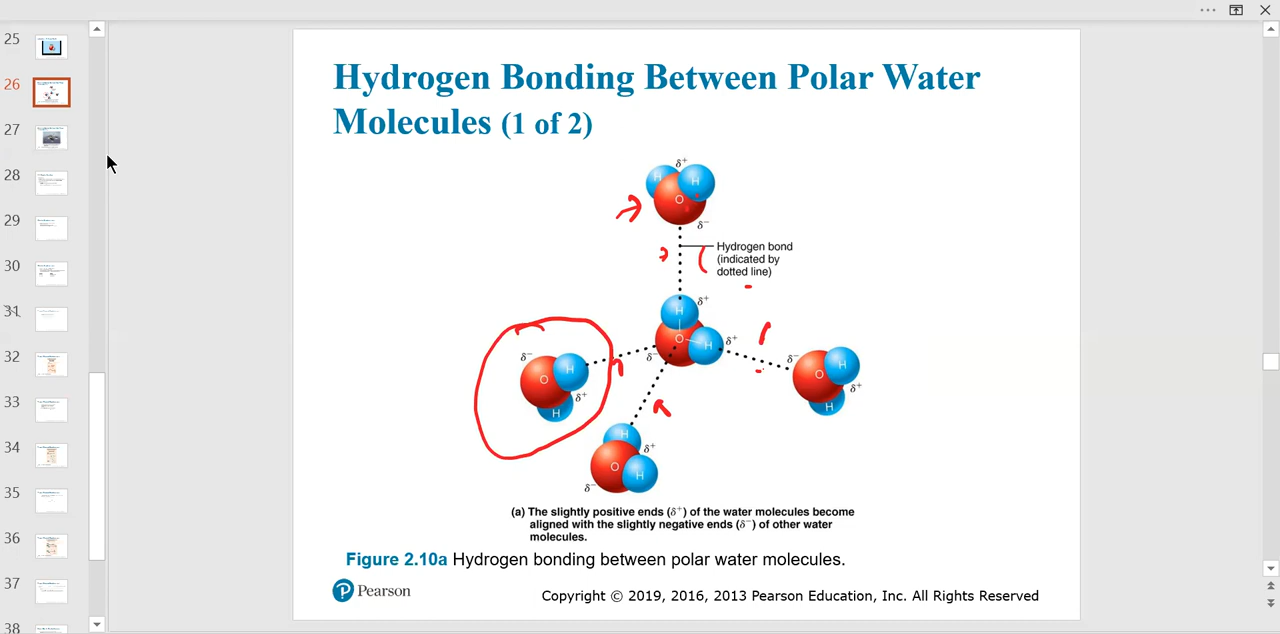 25
26
27
28
29
30
31
32
33
34
35
36
37
38
Hydrogen Bonding Between Polar Water
Molecules (1 of 2)
δ+
H
H
O
δ−
Hydrogen bond
(indicated by
dotted line)
δ+
H
O
H
δ+
δ−
δ−
O
H
H
δ+
δ−
O
H
δ+
H
H
δ+
O
H
δ−
(a) The slightly positive ends (δ+) of the water molecules become
aligned with the slightly negative ends (δ−) of other water
molecules.
Figure 2.10a Hydrogen bonding between polar water molecules.
Pearson
Copyright © 2019, 2016, 2013 Pearson Education, Inc. All Rights Reserved